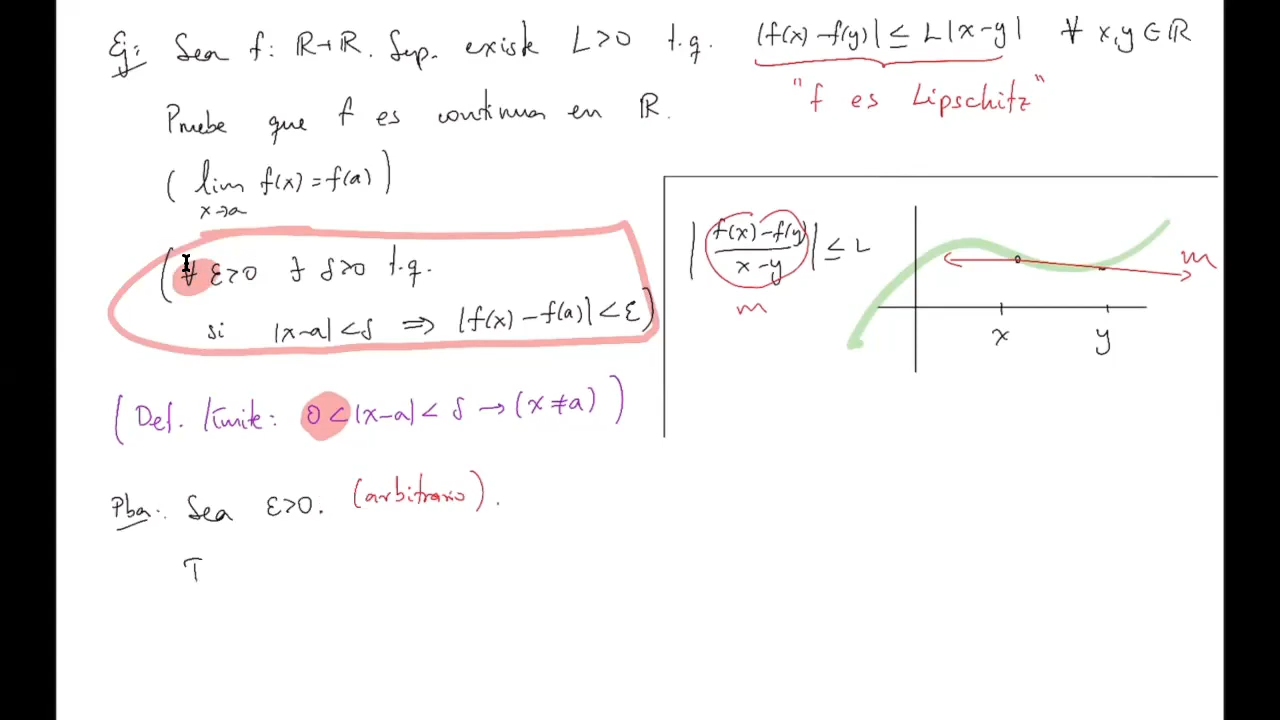 Ej: Sea f: ℝ→ℝ. Sup. existe L>0 t.q. |f(x)-f(y)| ≤ L|x-y| ∀ x,y ∈ ℝ
"f es Lipschitz"
Pruebe que f es continua en ℝ.
( lim f(x) = f(a) )
x→a
( ∀ ε>0 ∃ δ>0 t.q.
si |x-a|<δ ⇒ |f(x)-f(a)|<ε )
| f(x)-f(y) / x-y | ≤ L
m
m
x y
( Def. límite: 0<|x-a|<δ → (x≠a) )
Pba: Sea ε>0. (arbitrario).
T